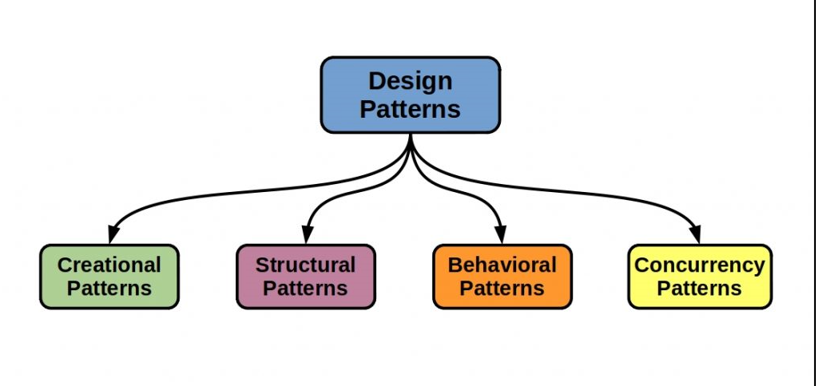 Design
Patterns
Creational
Patterns
Structural
Patterns
Behavioral
Patterns
Concurrency
Patterns